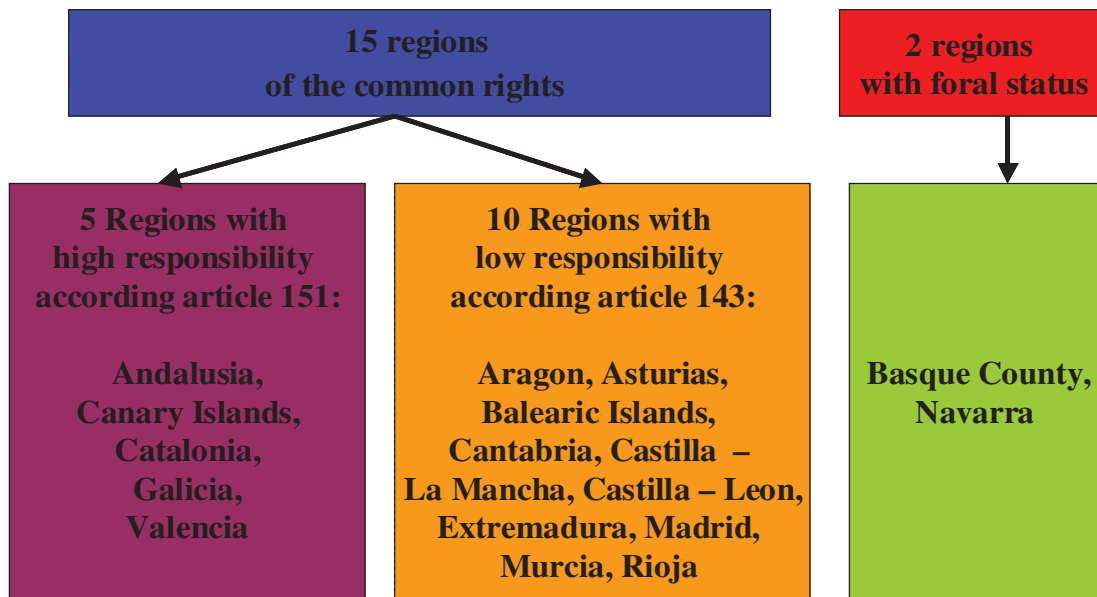 15 regions
of the common rights
2 regions
with foral status
5 Regions with
high responsibility
according article 151:
Andalusia,
Canary Islands,
Catalonia,
Galicia,
Valencia
10 Regions with
low responsibility
according article 143:
Aragon, Asturias,
Balearic Islands,
Cantabria, Castilla –
La Mancha, Castilla – Leon,
Extremadura, Madrid,
Murcia, Rioja
Basque County,
Navarra